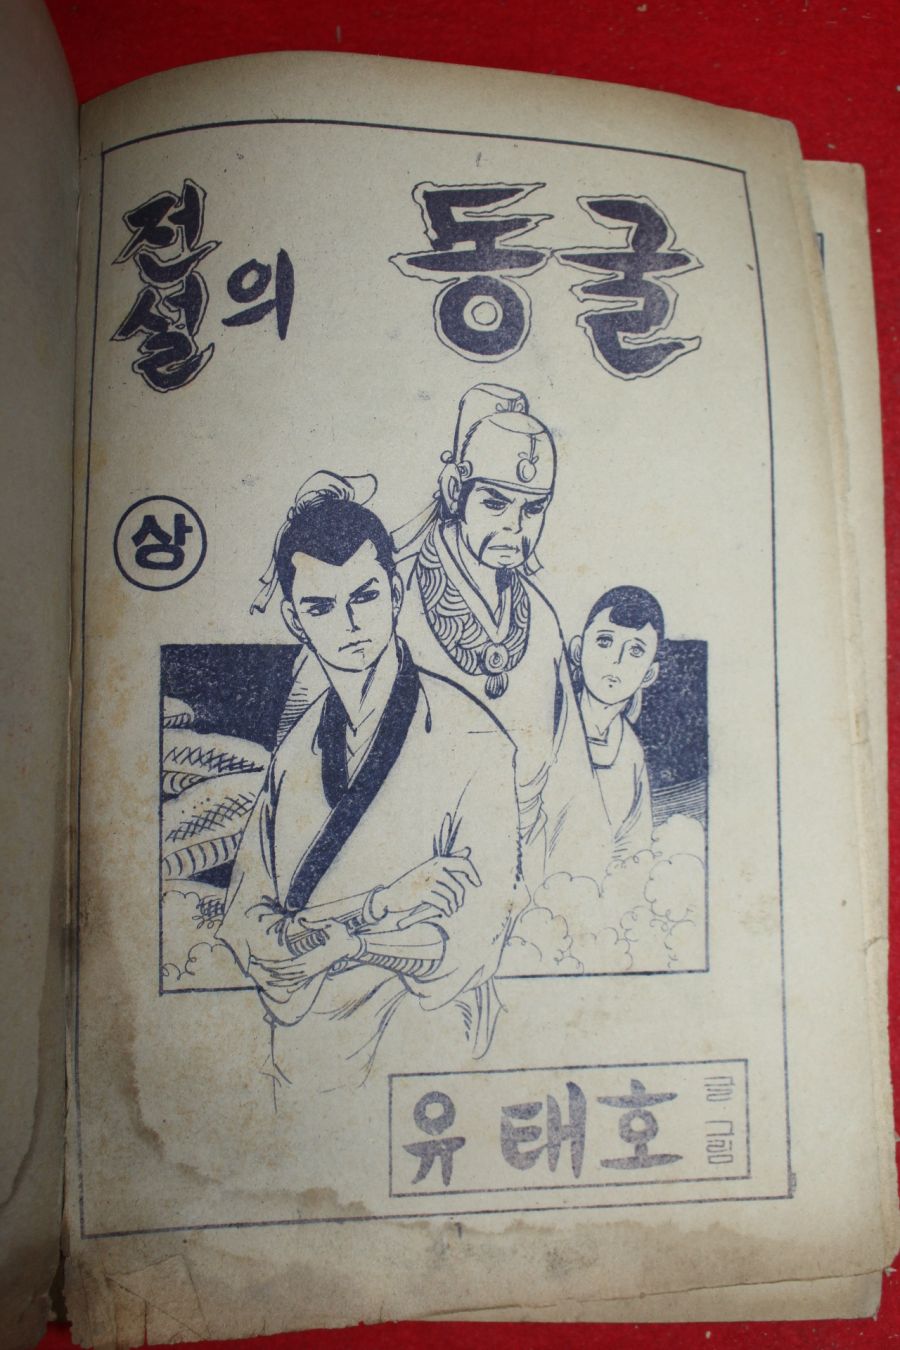 전설의 동굴
상
유태호 글·그림